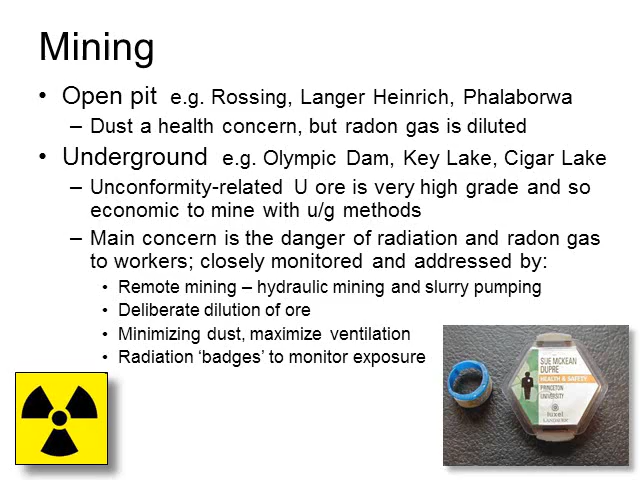 Mining
• Open pit e.g. Rossing, Langer Heinrich, Phalaborwa
– Dust a health concern, but radon gas is diluted
• Underground e.g. Olympic Dam, Key Lake, Cigar Lake
– Unconformity-related U ore is very high grade and so
economic to mine with u/g methods
– Main concern is the danger of radiation and radon gas
to workers; closely monitored and addressed by:
• Remote mining – hydraulic mining and slurry pumping
• Deliberate dilution of ore
• Minimizing dust, maximize ventilation
• Radiation ‘badges’ to monitor exposure
SUE MCKEAN
DUPRE
HEALTH & SAFETY
PRINCETON
UNIVERSITY
luxel
LANDAUER